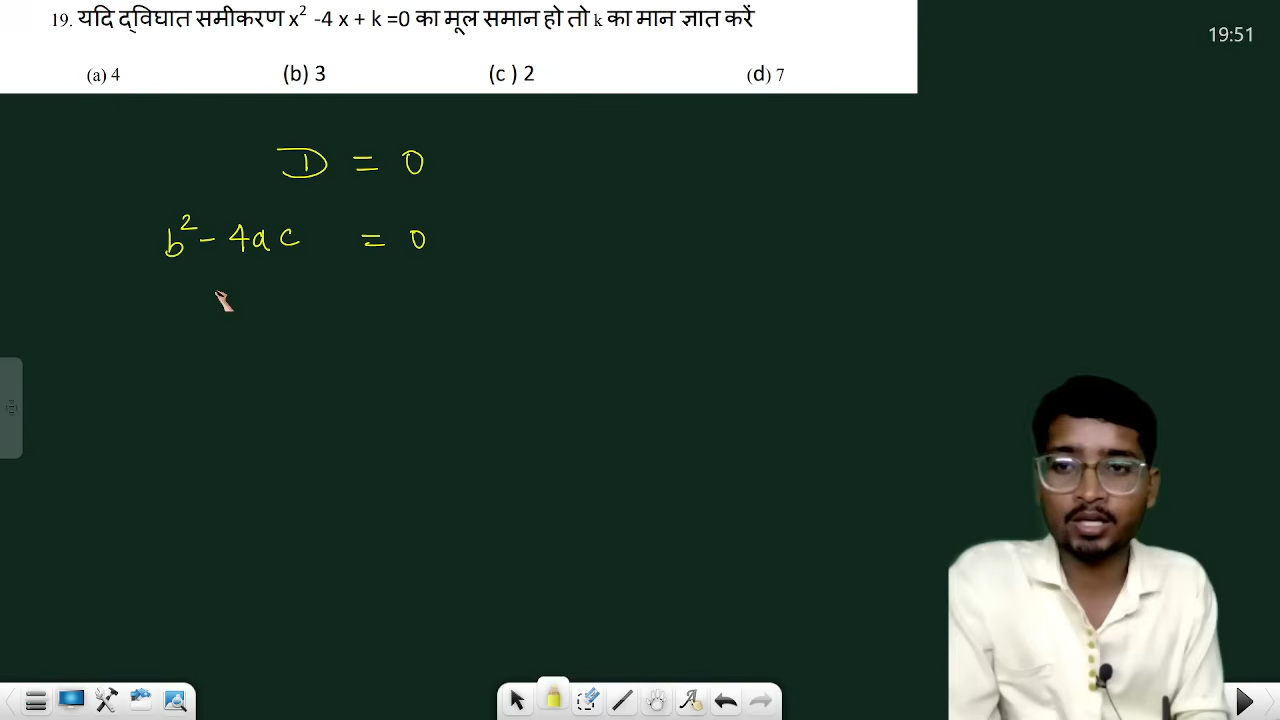 19. यदि द्विघात समीकरण x² -4 x + k =0 का मूल समान हो तो k का मान ज्ञात करें
19:51
(a) 4 (b) 3 (c ) 2 (d) 7
D = 0
b² - 4ac = 0